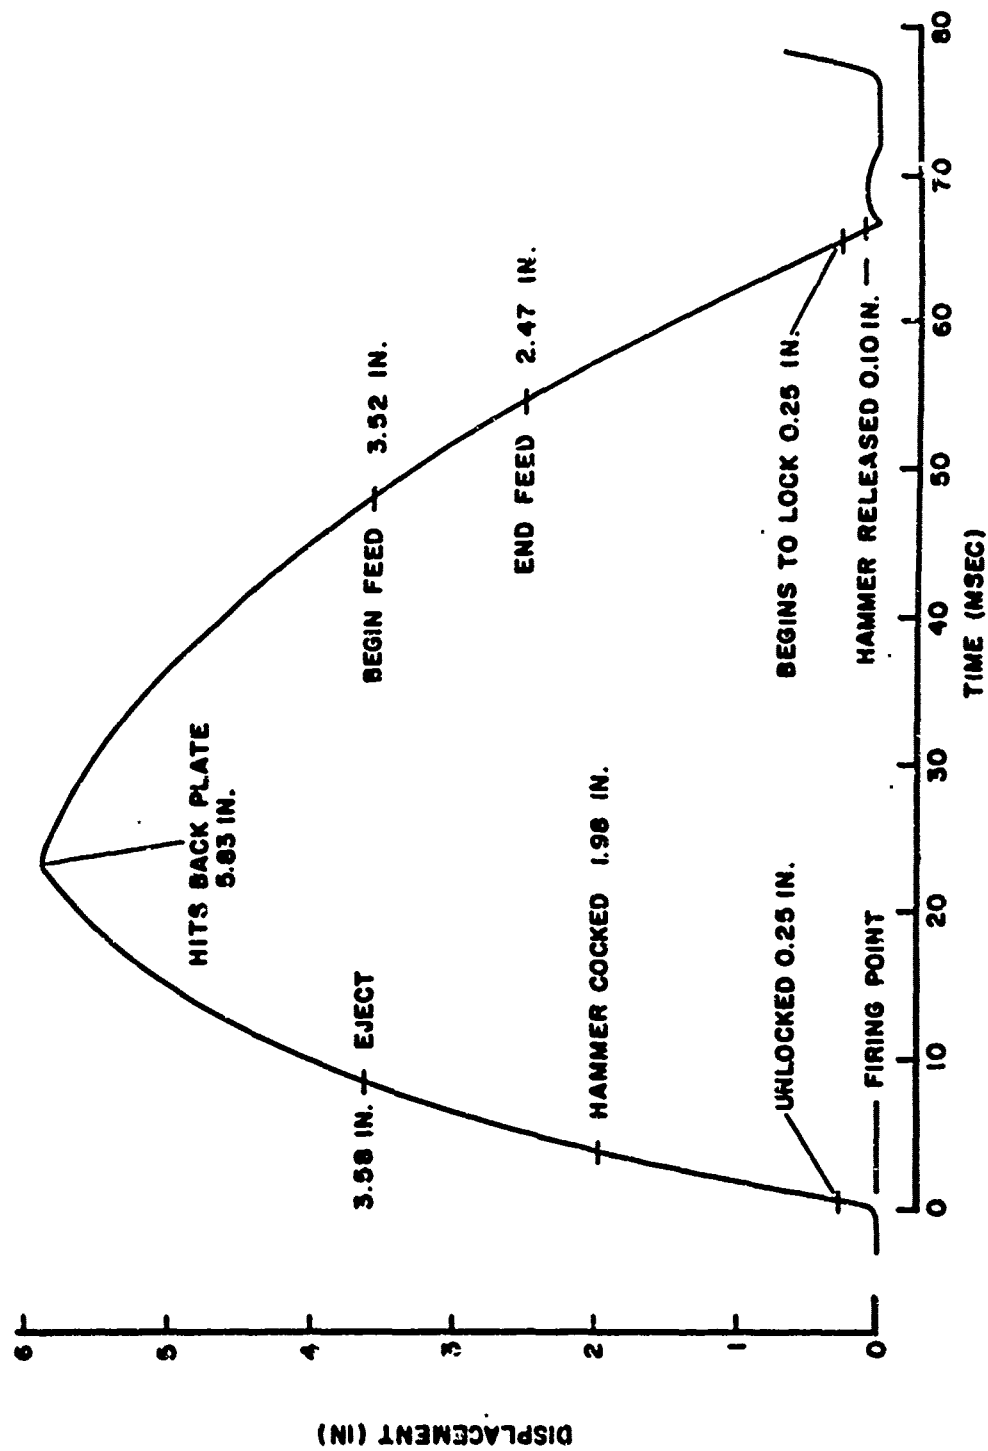 DISPLACEMENT (IN)
6
5
4
3
2
1
0
HITS BACK PLATE
5.83 IN.
3.58 IN.
EJECT
BEGIN FEED
3.52 IN.
END FEED
2.47 IN.
HAMMER COCKED 1.98 IN.
UNLOCKED 0.25 IN.
BEGINS TO LOCK 0.25 IN.
FIRING POINT
HAMMER RELEASED 0.10 IN.
0
10
20
30
40
50
60
70
80
TIME (MSEC)